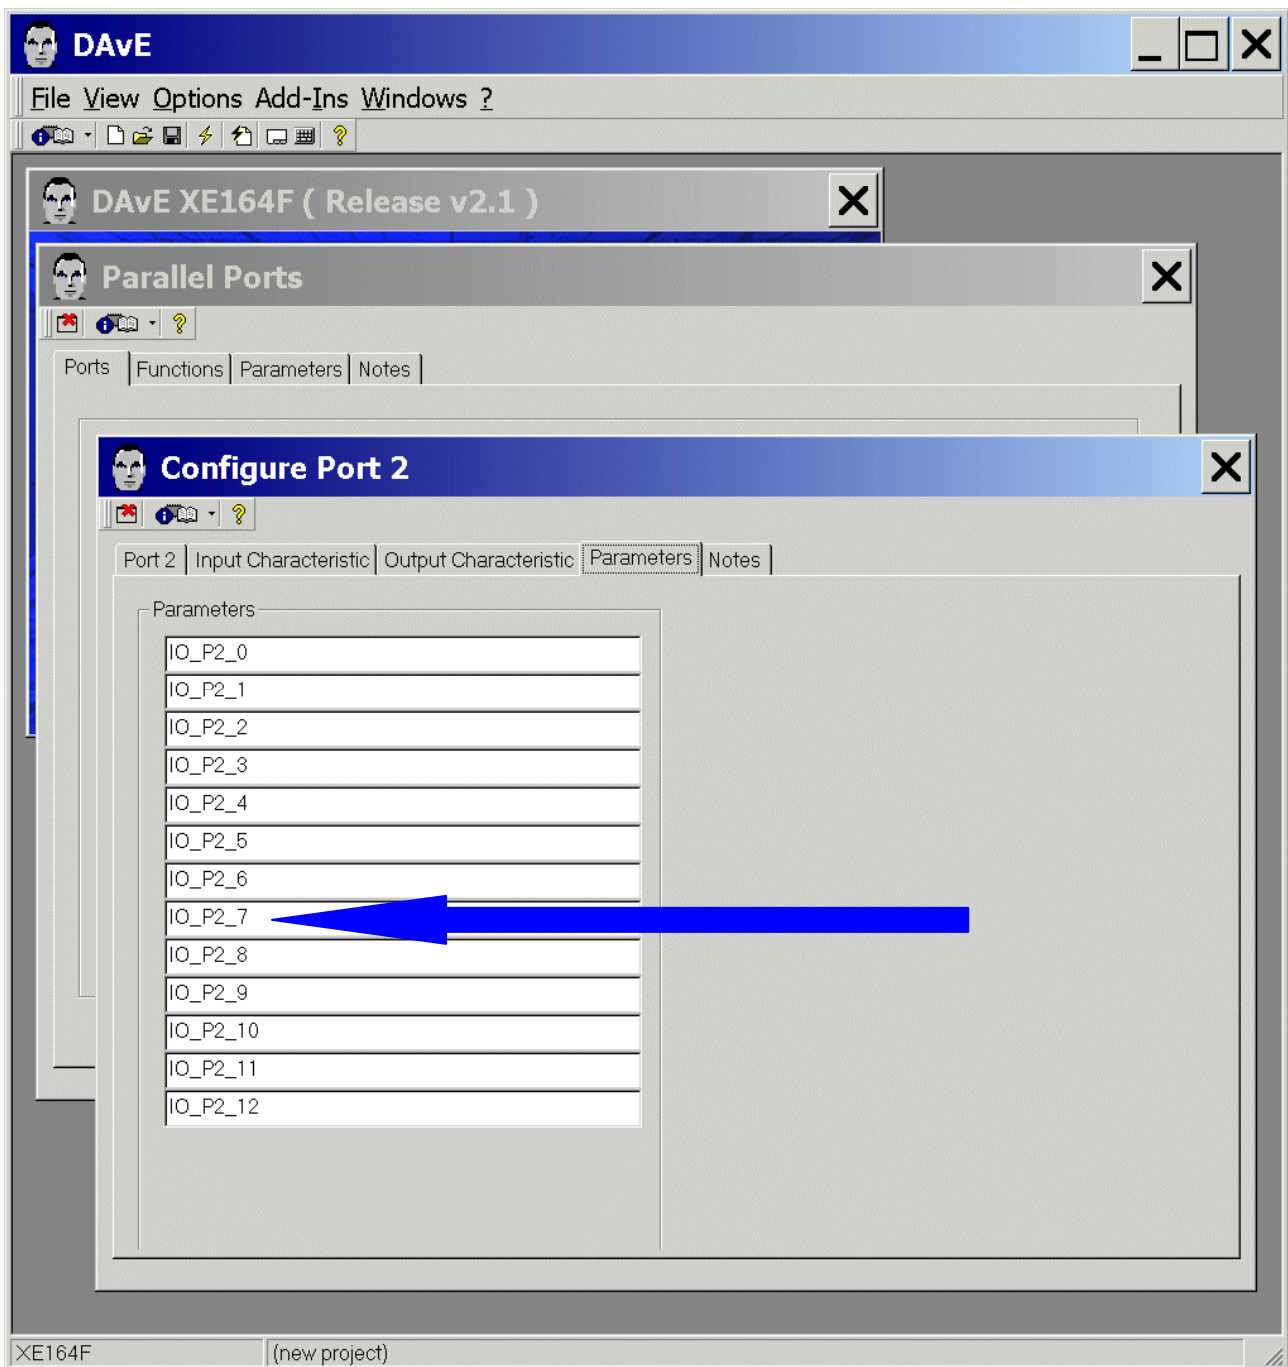 DAvE
File View Options Add-Ins Windows ?
DAvE XE164F ( Release v2.1 )
Parallel Ports
Ports Functions Parameters Notes
Configure Port 2
Port 2 Input Characteristic Output Characteristic Parameters Notes
Parameters
IO_P2_0
IO_P2_1
IO_P2_2
IO_P2_3
IO_P2_4
IO_P2_5
IO_P2_6
IO_P2_7
IO_P2_8
IO_P2_9
IO_P2_10
IO_P2_11
IO_P2_12
XE164F (new project)